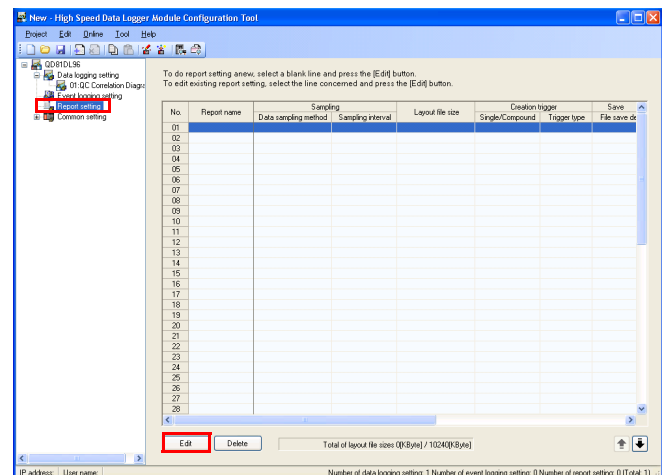 New - High Speed Data Logger Module Configuration Tool
Project Edit Online Tool Help
QD81DL96
Data logging setting
01:QC Correlation Diagra
Event logging setting
Report setting
Common setting
To do report setting anew, select a blank line and press the [Edit] button.
To edit existing report setting, select the line concerned and press the [Edit] button.
No. Report name Sampling Layout file size Creation trigger Save
Data sampling method Sampling interval Single/Compound Trigger type File save de
01
02
03
04
05
06
07
08
09
10
11
12
13
14
15
16
17
18
19
20
21
22
23
24
25
26
27
28
Edit Delete Total of layout file sizes 0[KByte] / 10240[KByte]
IP address: User name: Number of data logging setting: 1 Number of event logging setting: 0 Number of report setting: 0 (Total: 1)